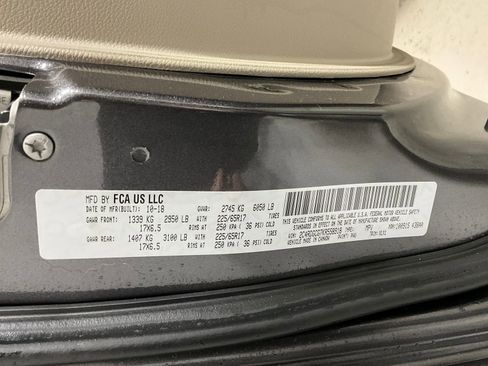 MFD BY FCA US LLC
DATE OF MFR(BUILT): 10-18 GVWR: 2745 KG 6050 LB
GAWR FRONT: 1339 KG 2950 LB WITH 225/65R17 TIRES
17X6.5 RIMS AT 250 KPA ( 36 PSI) COLD
GAWR REAR: 1407 KG 3100 LB WITH 225/65R17 TIRES
17X6.5 RIMS AT 250 KPA ( 36 PSI) COLD
THIS VEHICLE CONFORMS TO ALL APPLICABLE U.S.A. FEDERAL MOTOR VEHICLE SAFETY
STANDARDS IN EFFECT ON THE DATE OF MANUFACTURE SHOWN ABOVE.
VIN: TYPE: MPV
VEHICLE MADE IN CANADA